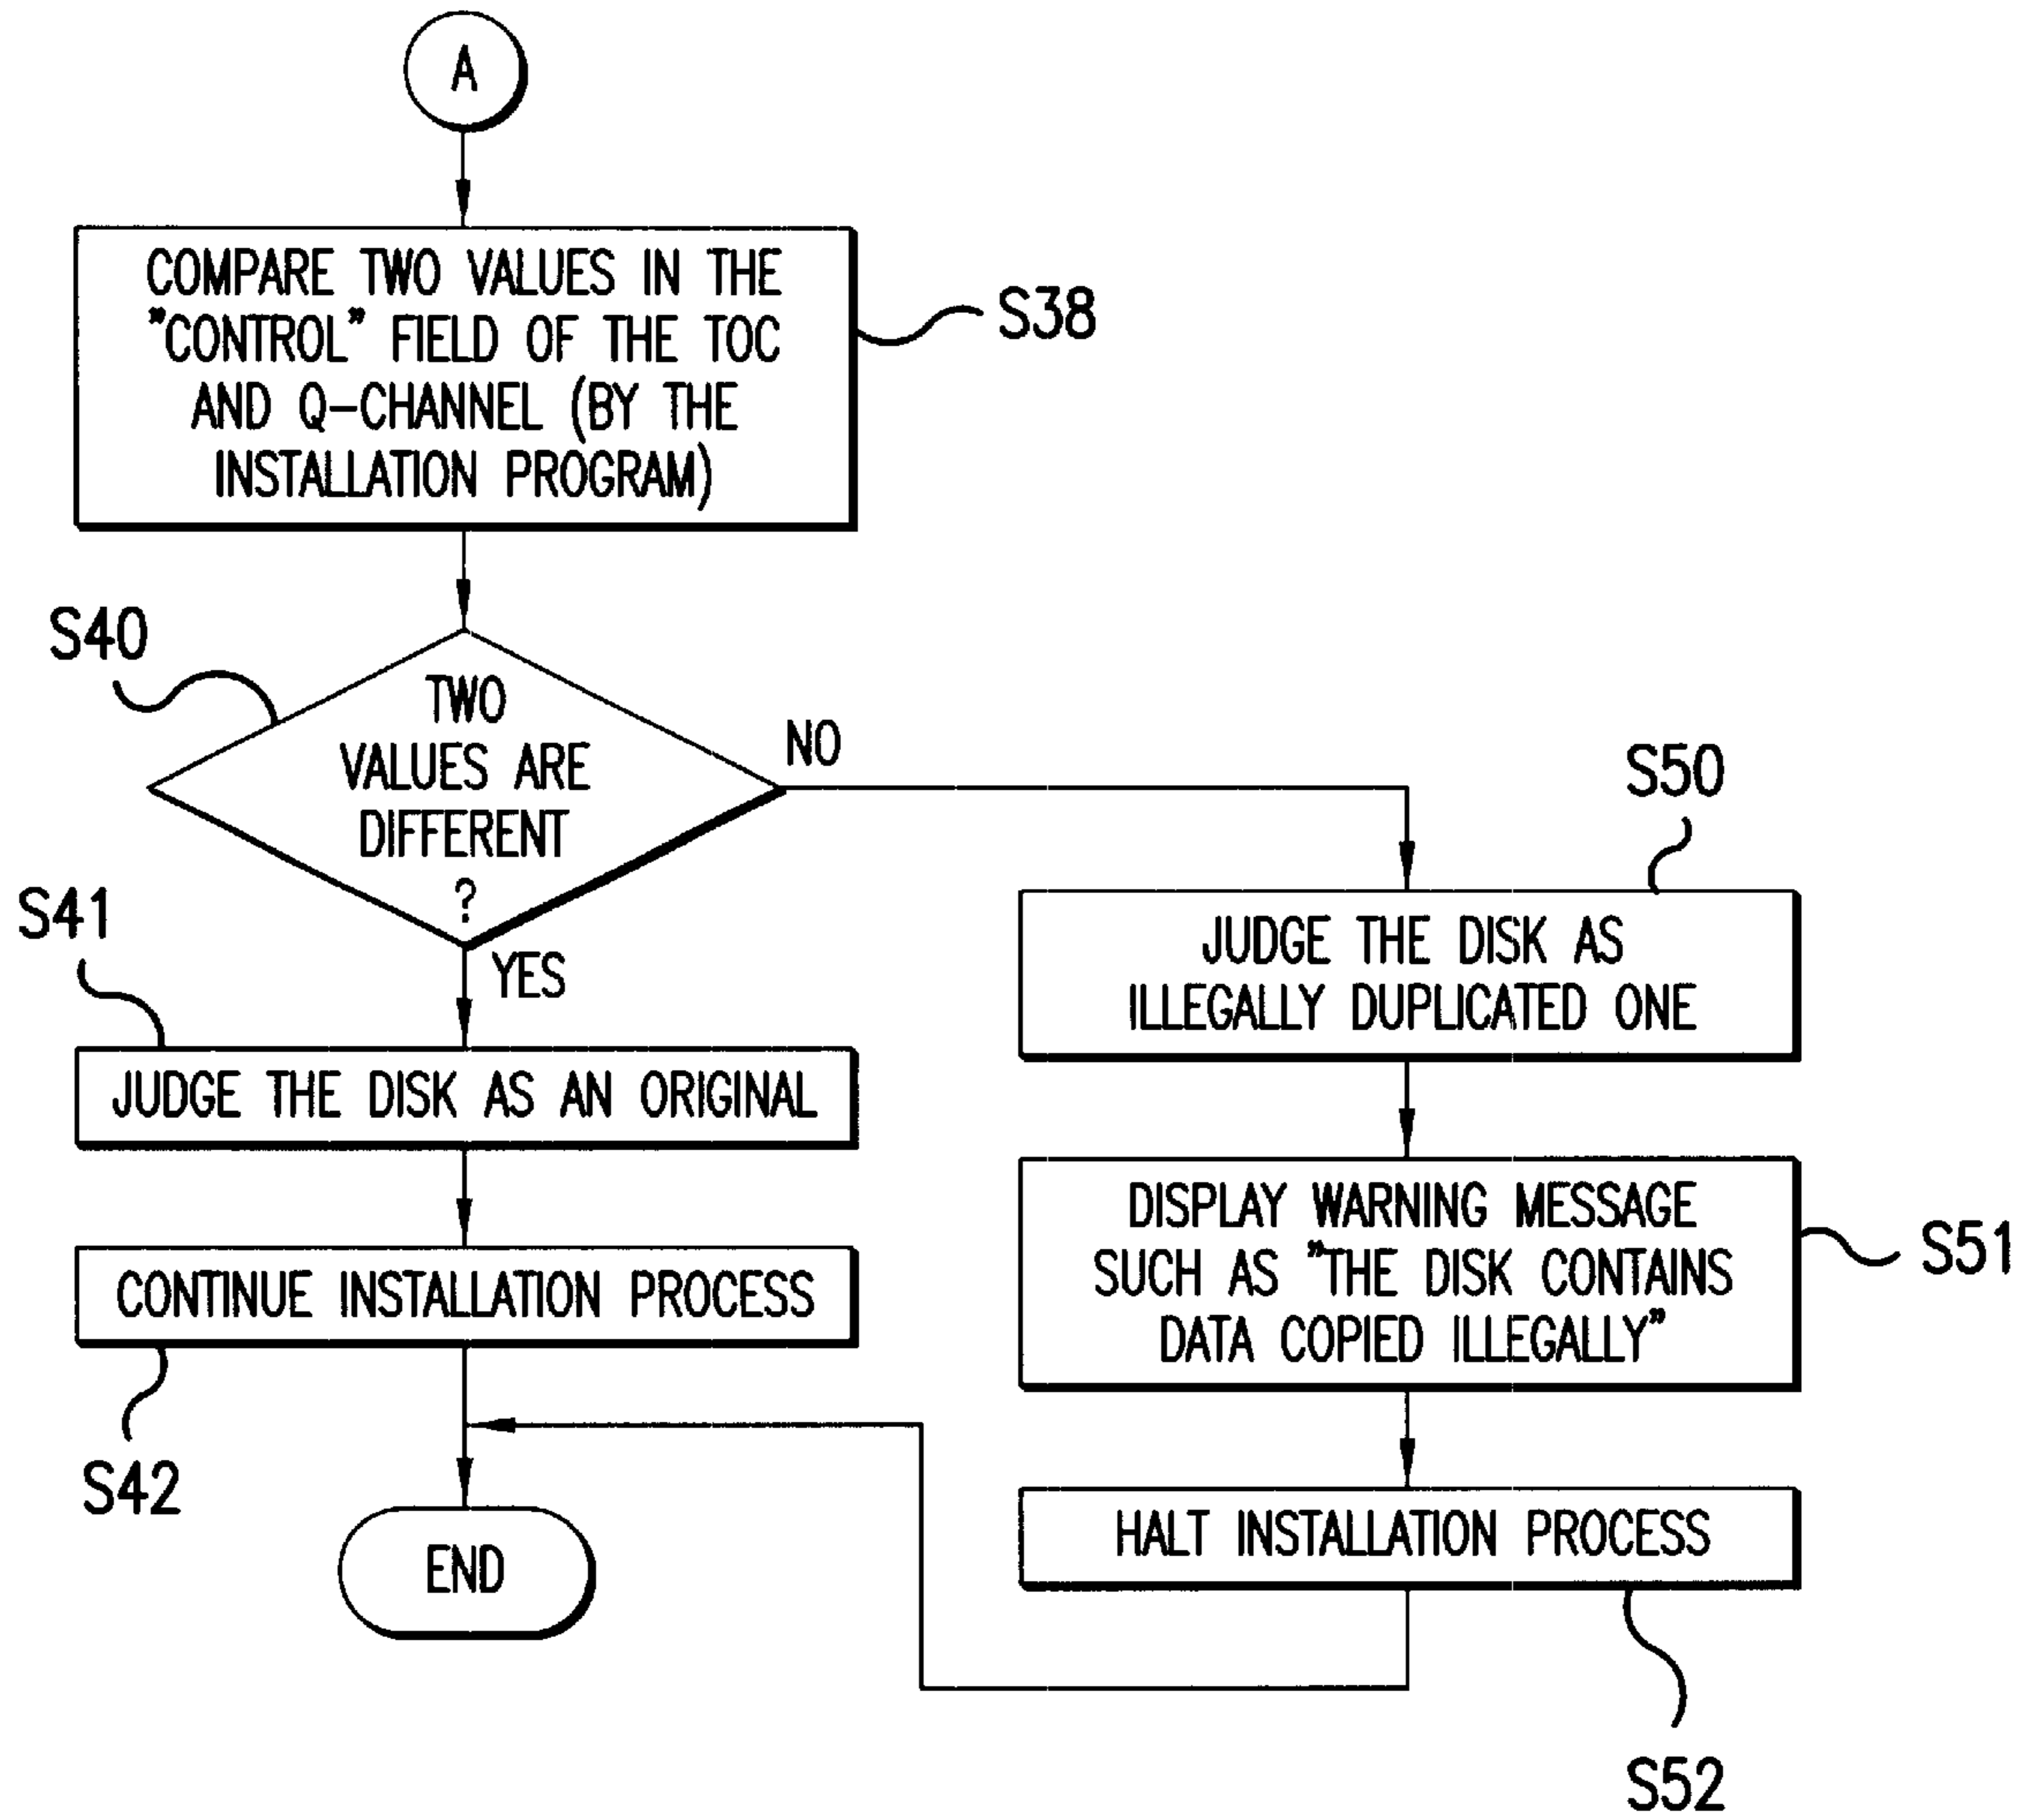 A
COMPARE TWO VALUES IN THE
"CONTROL" FIELD OF THE TOC
AND Q-CHANNEL (BY THE
INSTALLATION PROGRAM)
S38
S40
TWO
VALUES ARE
DIFFERENT
?
NO
YES
S41
JUDGE THE DISK AS AN ORIGINAL
CONTINUE INSTALLATION PROCESS
S42
END
S50
JUDGE THE DISK AS
ILLEGALLY DUPLICATED ONE
DISPLAY WARNING MESSAGE
SUCH AS "THE DISK CONTAINS
DATA COPIED ILLEGALLY"
S51
HALT INSTALLATION PROCESS
S52